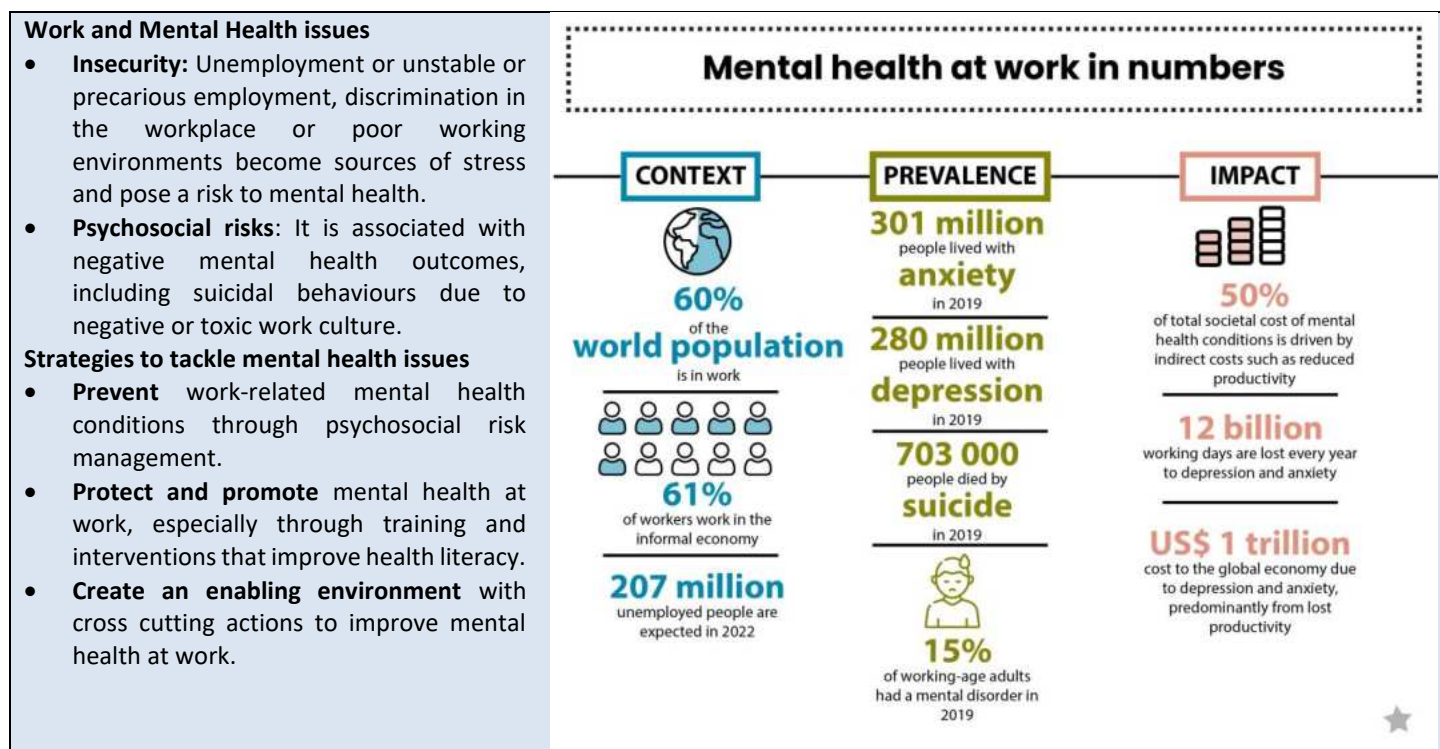 Work and Mental Health issues
• Insecurity: Unemployment or unstable or
precarious employment, discrimination in
the workplace or poor working
environments become sources of stress
and pose a risk to mental health.
• Psychosocial risks: It is associated with
negative mental health outcomes,
including suicidal behaviours due to
negative or toxic work culture.
Strategies to tackle mental health issues
• Prevent work-related mental health
conditions through psychosocial risk
management.
• Protect and promote mental health at
work, especially through training and
interventions that improve health literacy.
• Create an enabling environment with
cross cutting actions to improve mental
health at work.
Mental health at work in numbers
CONTEXT
60%
of the
world population
is in work
61%
of workers work in the
informal economy
207 million
unemployed people are
expected in 2022
PREVALENCE
301 million
people lived with
anxiety
in 2019
280 million
people lived with
depression
in 2019
703 000
people died by
suicide
in 2019
15%
of working-age adults
had a mental disorder in
2019
IMPACT
50%
of total societal cost of mental
health conditions is driven by
indirect costs such as reduced
productivity
12 billion
working days are lost every year
to depression and anxiety
US$ 1 trillion
cost to the global economy due
to depression and anxiety,
predominantly from lost
productivity